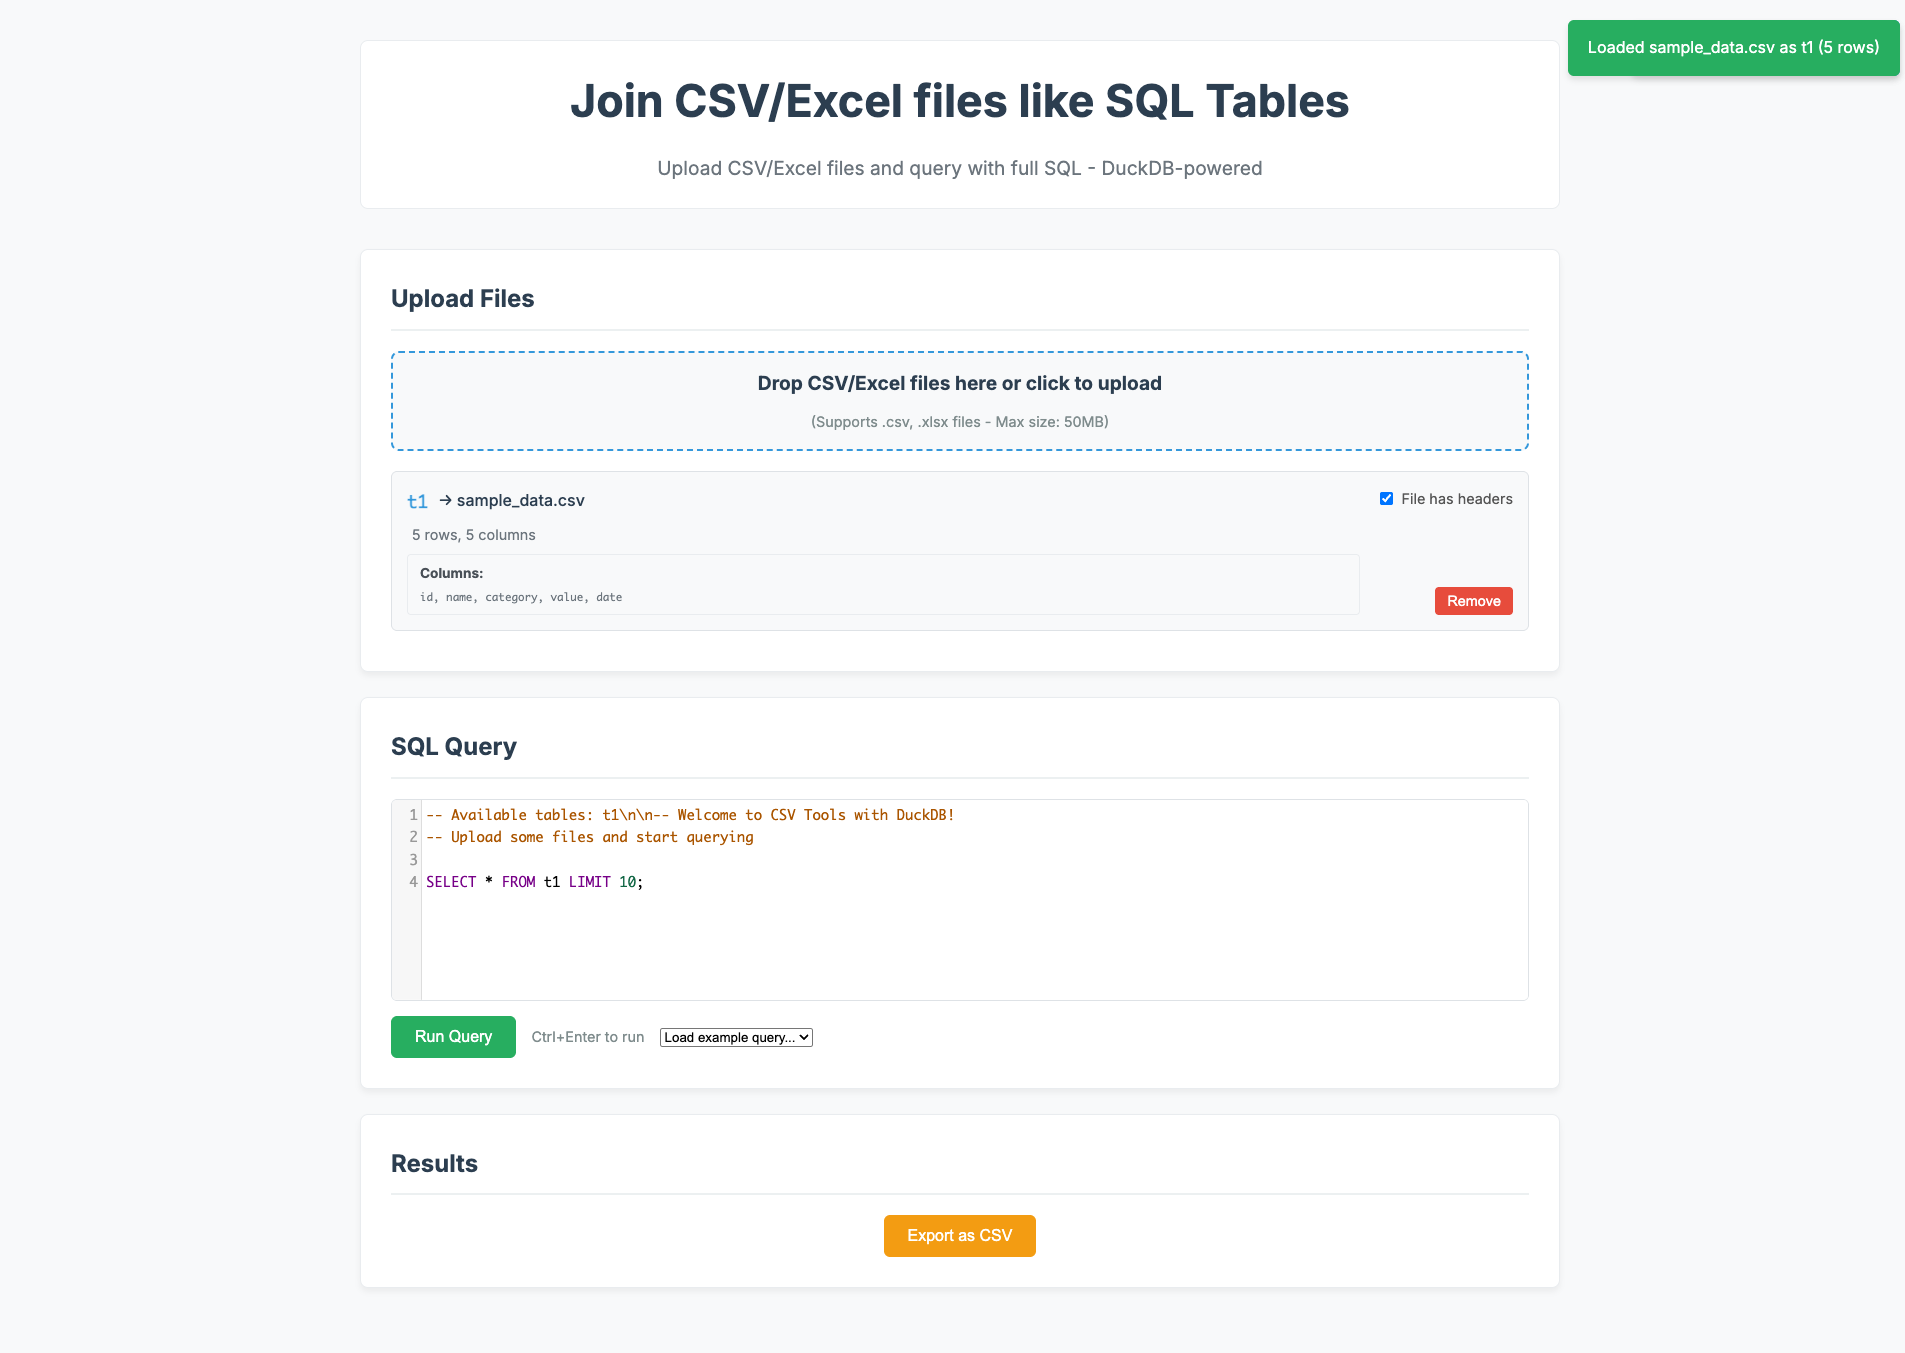 Loaded sample_data.csv as t1 (5 rows)
Join CSV/Excel files like SQL Tables
Upload CSV/Excel files and query with full SQL - DuckDB-powered
Upload Files
Drop CSV/Excel files here or click to upload
(Supports .csv, .xlsx files - Max size: 50MB)
t1 → sample_data.csv
File has headers
5 rows, 5 columns
Columns:
id, name, category, value, date
Remove
SQL Query
1 -- Available tables: t1\n\n-- Welcome to CSV Tools with DuckDB!
2 -- Upload some files and start querying
3
4 SELECT * FROM t1 LIMIT 10;
Run Query Ctrl+Enter to run Load example query...
Results
Export as CSV